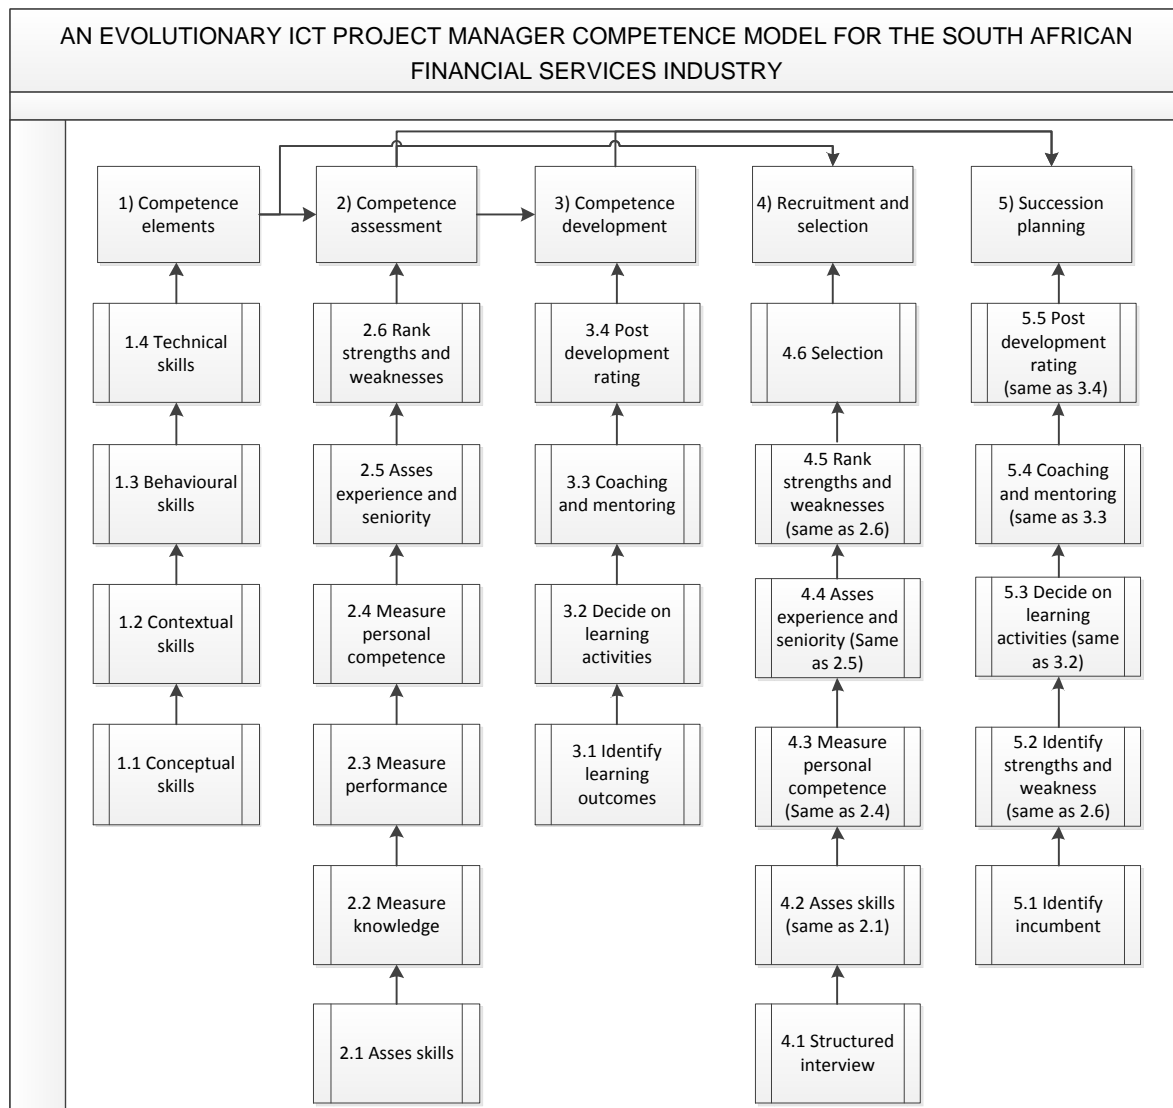 AN EVOLUTIONARY ICT PROJECT MANAGER COMPETENCE MODEL FOR THE SOUTH AFRICAN
FINANCIAL SERVICES INDUSTRY
1) Competence
elements
2) Competence
assessment
3) Competence
development
4) Recruitment and
selection
5) Succession
planning
1.4 Technical
skills
2.6 Rank
strengths and
weaknesses
3.4 Post
development
rating
4.6 Selection
5.5 Post
development
rating
(same as 3.4)
1.3 Behavioural
skills
2.5 Asses
experience and
seniority
3.3 Coaching
and mentoring
4.5 Rank
strengths and
weaknesses
(same as 2.6)
5.4 Coaching
and mentoring
(same as 3.3
1.2 Contextual
skills
2.4 Measure
personal
competence
3.2 Decide on
learning
activities
4.4 Asses
experience and
seniority (Same
as 2.5)
5.3 Decide on
learning
activities (same
as 3.2)
1.1 Conceptual
skills
2.3 Measure
performance
3.1 Identify
learning
outcomes
4.3 Measure
personal
competence
(Same as 2.4)
5.2 Identify
strengths and
weakness
(same as 2.6)
2.2 Measure
knowledge
4.2 Asses skills
(same as 2.1)
5.1 Identify
incumbent
2.1 Asses skills
4.1 Structured
interview